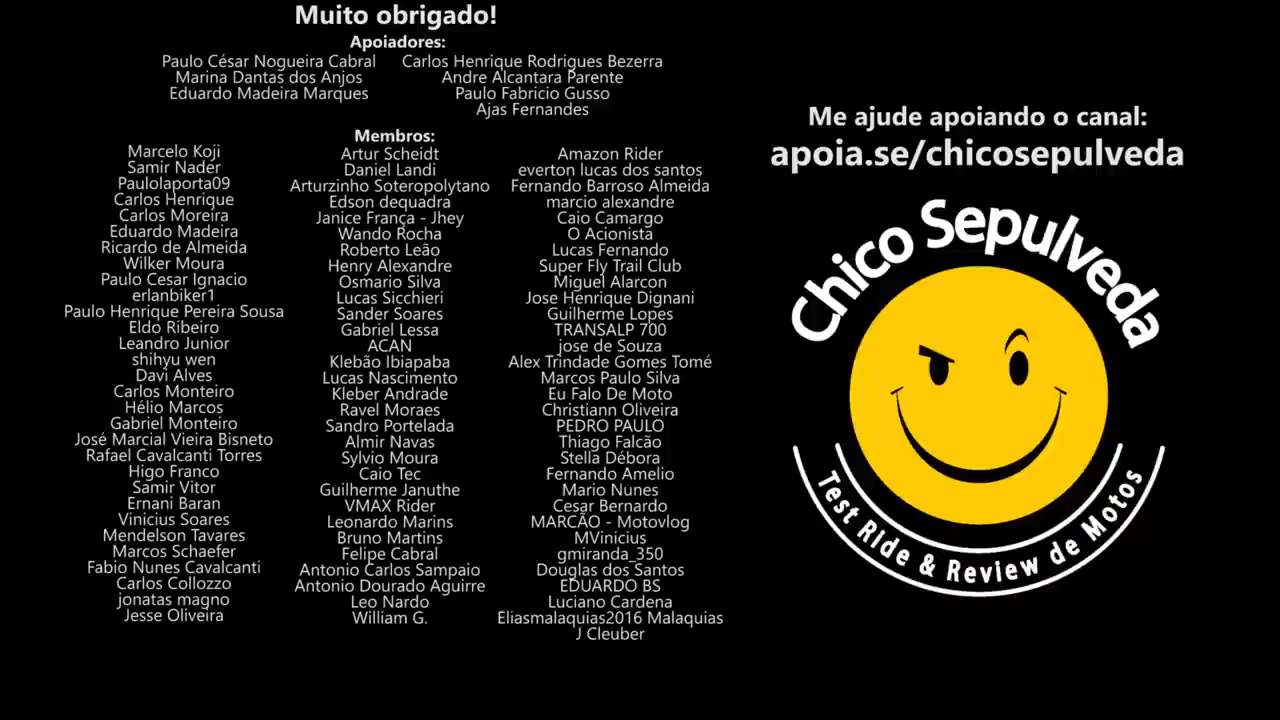 Muito obrigado!
Apoiadores:
Paulo César Nogueira Cabral
Marina Dantas dos Anjos
Eduardo Madeira Marques
Carlos Henrique Rodrigues Bezerra
Andre Alcantara Parente
Paulo Fabricio Gusso
Ajas Fernandes
Membros:
Marcelo Koji
Samir Nader
Paulolaporta09
Carlos Henrique
Carlos Moreira
Eduardo Madeira
Ricardo de Almeida
Wilker Moura
Paulo Cesar Ignacio
erlanbiker1
Paulo Henrique Pereira Sousa
Eldo Ribeiro
Leandro Junior
shihyu wen
Davi Alves
Carlos Monteiro
Hélio Marcos
Gabriel Monteiro
José Marcial Vieira Bisneto
Rafael Cavalcanti Torres
Higo Franco
Samir Vitor
Ernani Baran
Vinicius Soares
Mendelson Tavares
Marcos Schaefer
Fabio Nunes Cavalcanti
Carlos Collozzo
jonatas magno
Jesse Oliveira
Artur Scheidt
Daniel Landi
Arturzinho Soteropolytano
Edson dequadra
Janice França - Jhey
Wando Rocha
Roberto Leão
Henry Alexandre
Osmario Silva
Lucas Sicchieri
Sander Soares
Gabriel Lessa
ACAN
Klebão Ibiapaba
Lucas Nascimento
Kleber Andrade
Ravel Moraes
Sandro Portelada
Almir Navas
Sylvio Moura
Caio Tec
Guilherme Januthe
VMAX Rider
Leonardo Marins
Bruno Martins
Felipe Cabral
Antonio Carlos Sampaio
Antonio Dourado Aguirre
Leo Nardo
William G.
Amazon Rider
everton lucas dos santos
Fernando Barroso Almeida
marcio alexandre
Caio Camargo
O Acionista
Lucas Fernando
Super Fly Trail Club
Miguel Alarcon
Jose Henrique Dignani
Guilherme Lopes
TRANSALP 700
jose de Souza
Alex Trindade Gomes Tomé
Marcos Paulo Silva
Eu Falo De Moto
Christiann Oliveira
PEDRO PAULO
Thiago Falcão
Stella Débora
Fernando Amelio
Mario Nunes
Cesar Bernardo
MARCÃO - Motovlog
MVinicius
gmiranda_350
Douglas dos Santos
EDUARDO BS
Luciano Cardena
Eliasmalaquias2016 Malaquias
J Cleuber
Me ajude apoiando o canal:
apoia.se/chicosepulveda
Chico Sepulveda
Test Ride & Review de Motos